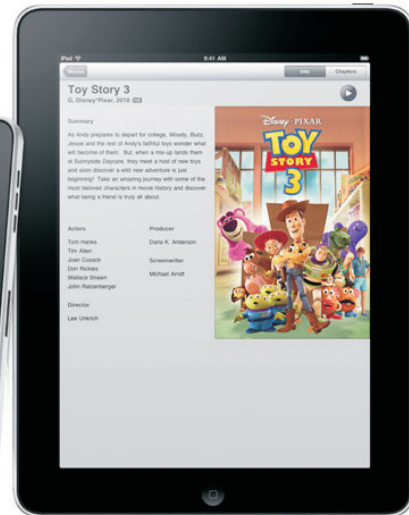 iPad
9:41 AM
Movies
Info
Chapters
Toy Story 3
G, Disney•Pixar, 2010 HD
Summary
As Andy prepares to depart for college, Woody, Buzz,
Jessie and the rest of Andy's faithful toys wonder what
will become of them. But, when a mix-up lands them
at Sunnyside Daycare, they meet a host of new toys
and soon discover a wild new adventure is just
beginning! Take an amazing journey with some of the
most beloved characters in movie history and discover
what being a friend is truly all about.
Actors
Tom Hanks
Tim Allen
Joan Cusack
Don Rickles
Wallace Shawn
John Ratzenberger
Director
Lee Unkrich
Producer
Darla K. Anderson
Screenwriter
Michael Arndt
Disney PIXAR
TOY
STORY
3